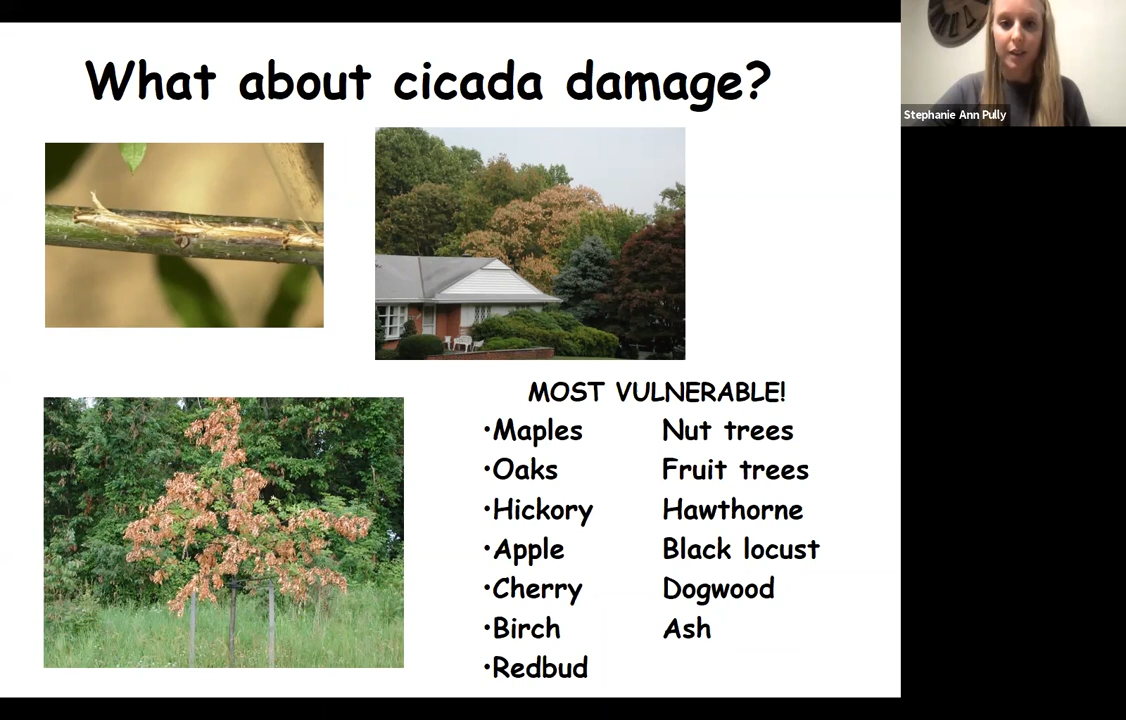 What about cicada damage?
Stephanie Ann Pully
MOST VULNERABLE!
•Maples
•Oaks
•Hickory
•Apple
•Cherry
•Birch
•Redbud
Nut trees
Fruit trees
Hawthorne
Black locust
Dogwood
Ash